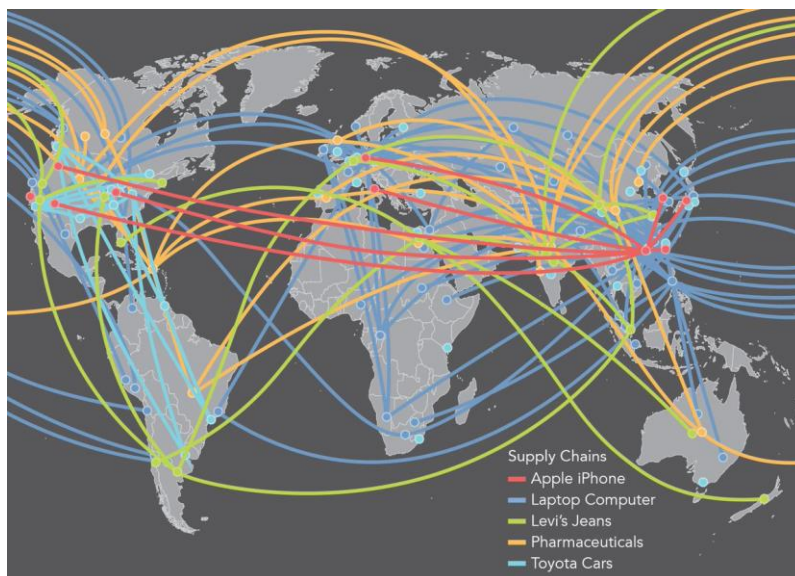 Supply Chains
Apple iPhone
Laptop Computer
Levi's Jeans
Pharmaceuticals
Toyota Cars